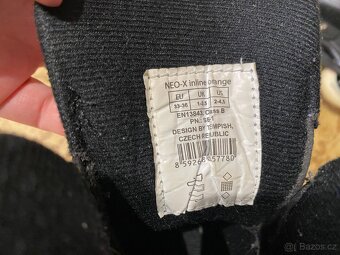 NEO-X inline orange
EU UK US
33-36 1-3,5 2-4,5
EN13843, Class B
DESIGN BY TEMPISH,
CZECH REPUBLIC
bazos.cz